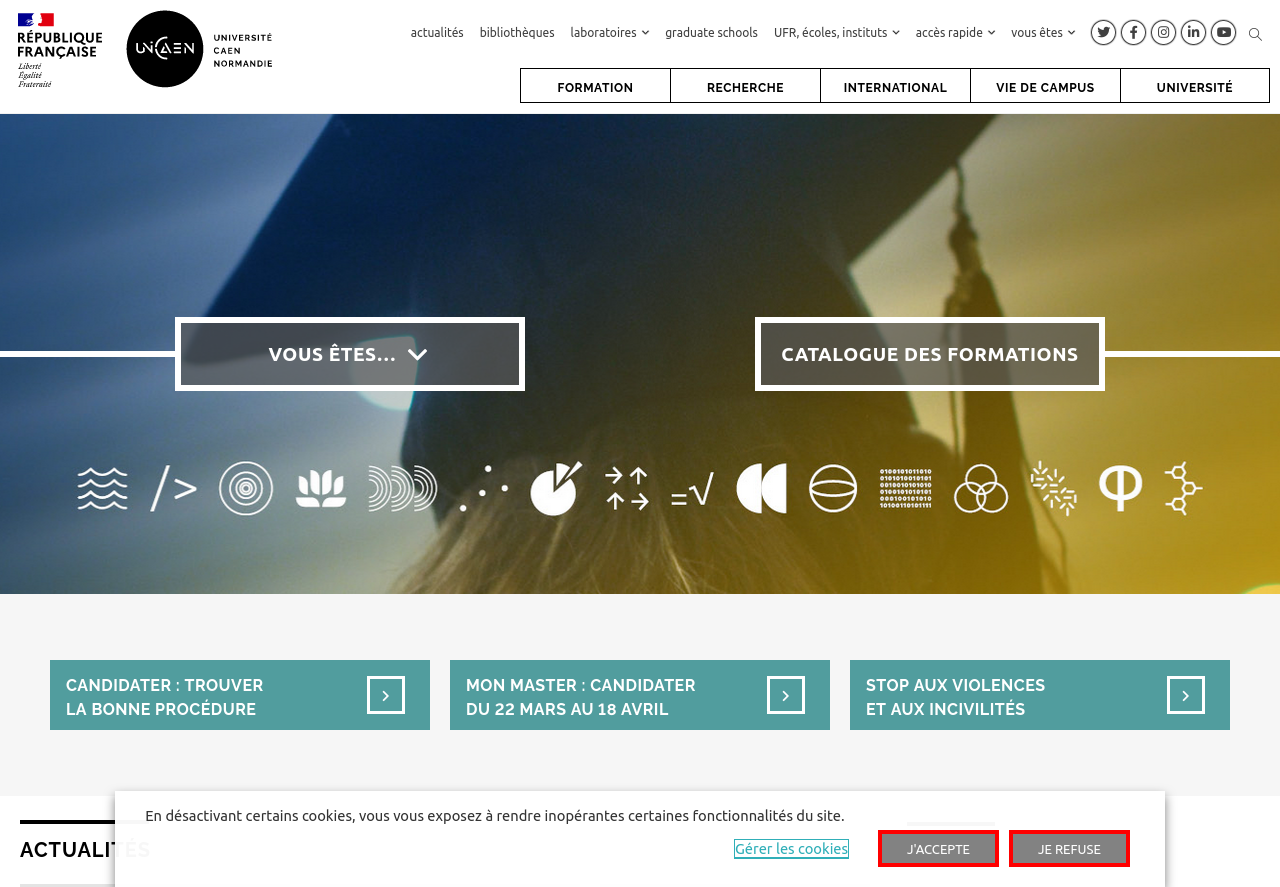 RÉPUBLIQUE
FRANÇAISE
Liberté
Égalité
Fraternité
UNICAEN
UNIVERSITÉ
CAEN
NORMANDIE
actualités bibliothèques laboratoires graduate schools UFR, écoles, instituts accès rapide vous êtes
FORMATION RECHERCHE INTERNATIONAL VIE DE CAMPUS UNIVERSITÉ
VOUS ÊTES... CATALOGUE DES FORMATIONS
CANDIDATER : TROUVER
LA BONNE PROCÉDURE
MON MASTER : CANDIDATER
DU 22 MARS AU 18 AVRIL
STOP AUX VIOLENCES
ET AUX INCIVILITÉS
ACTUALITÉS
En désactivant certains cookies, vous vous exposez à rendre inopérantes certaines fonctionnalités du site.
Gérer les cookies J'ACCEPTE JE REFUSE